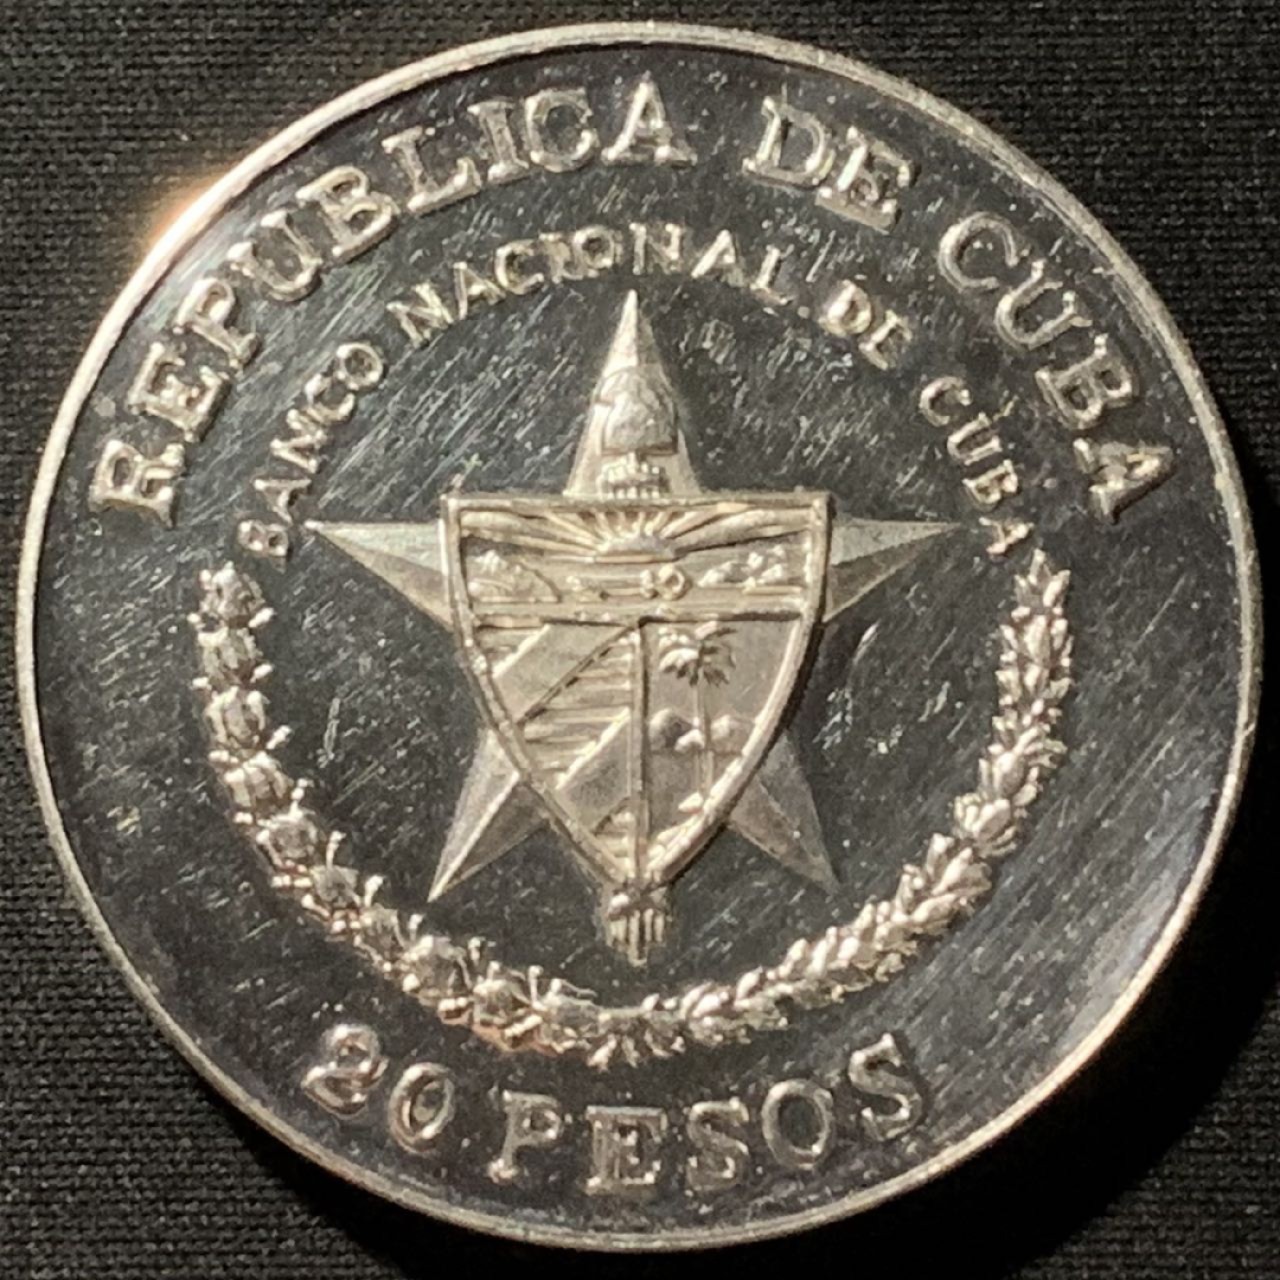 REPUBLICA DE CUBA
BANCO NACIONAL DE CUBA
20 PESOS